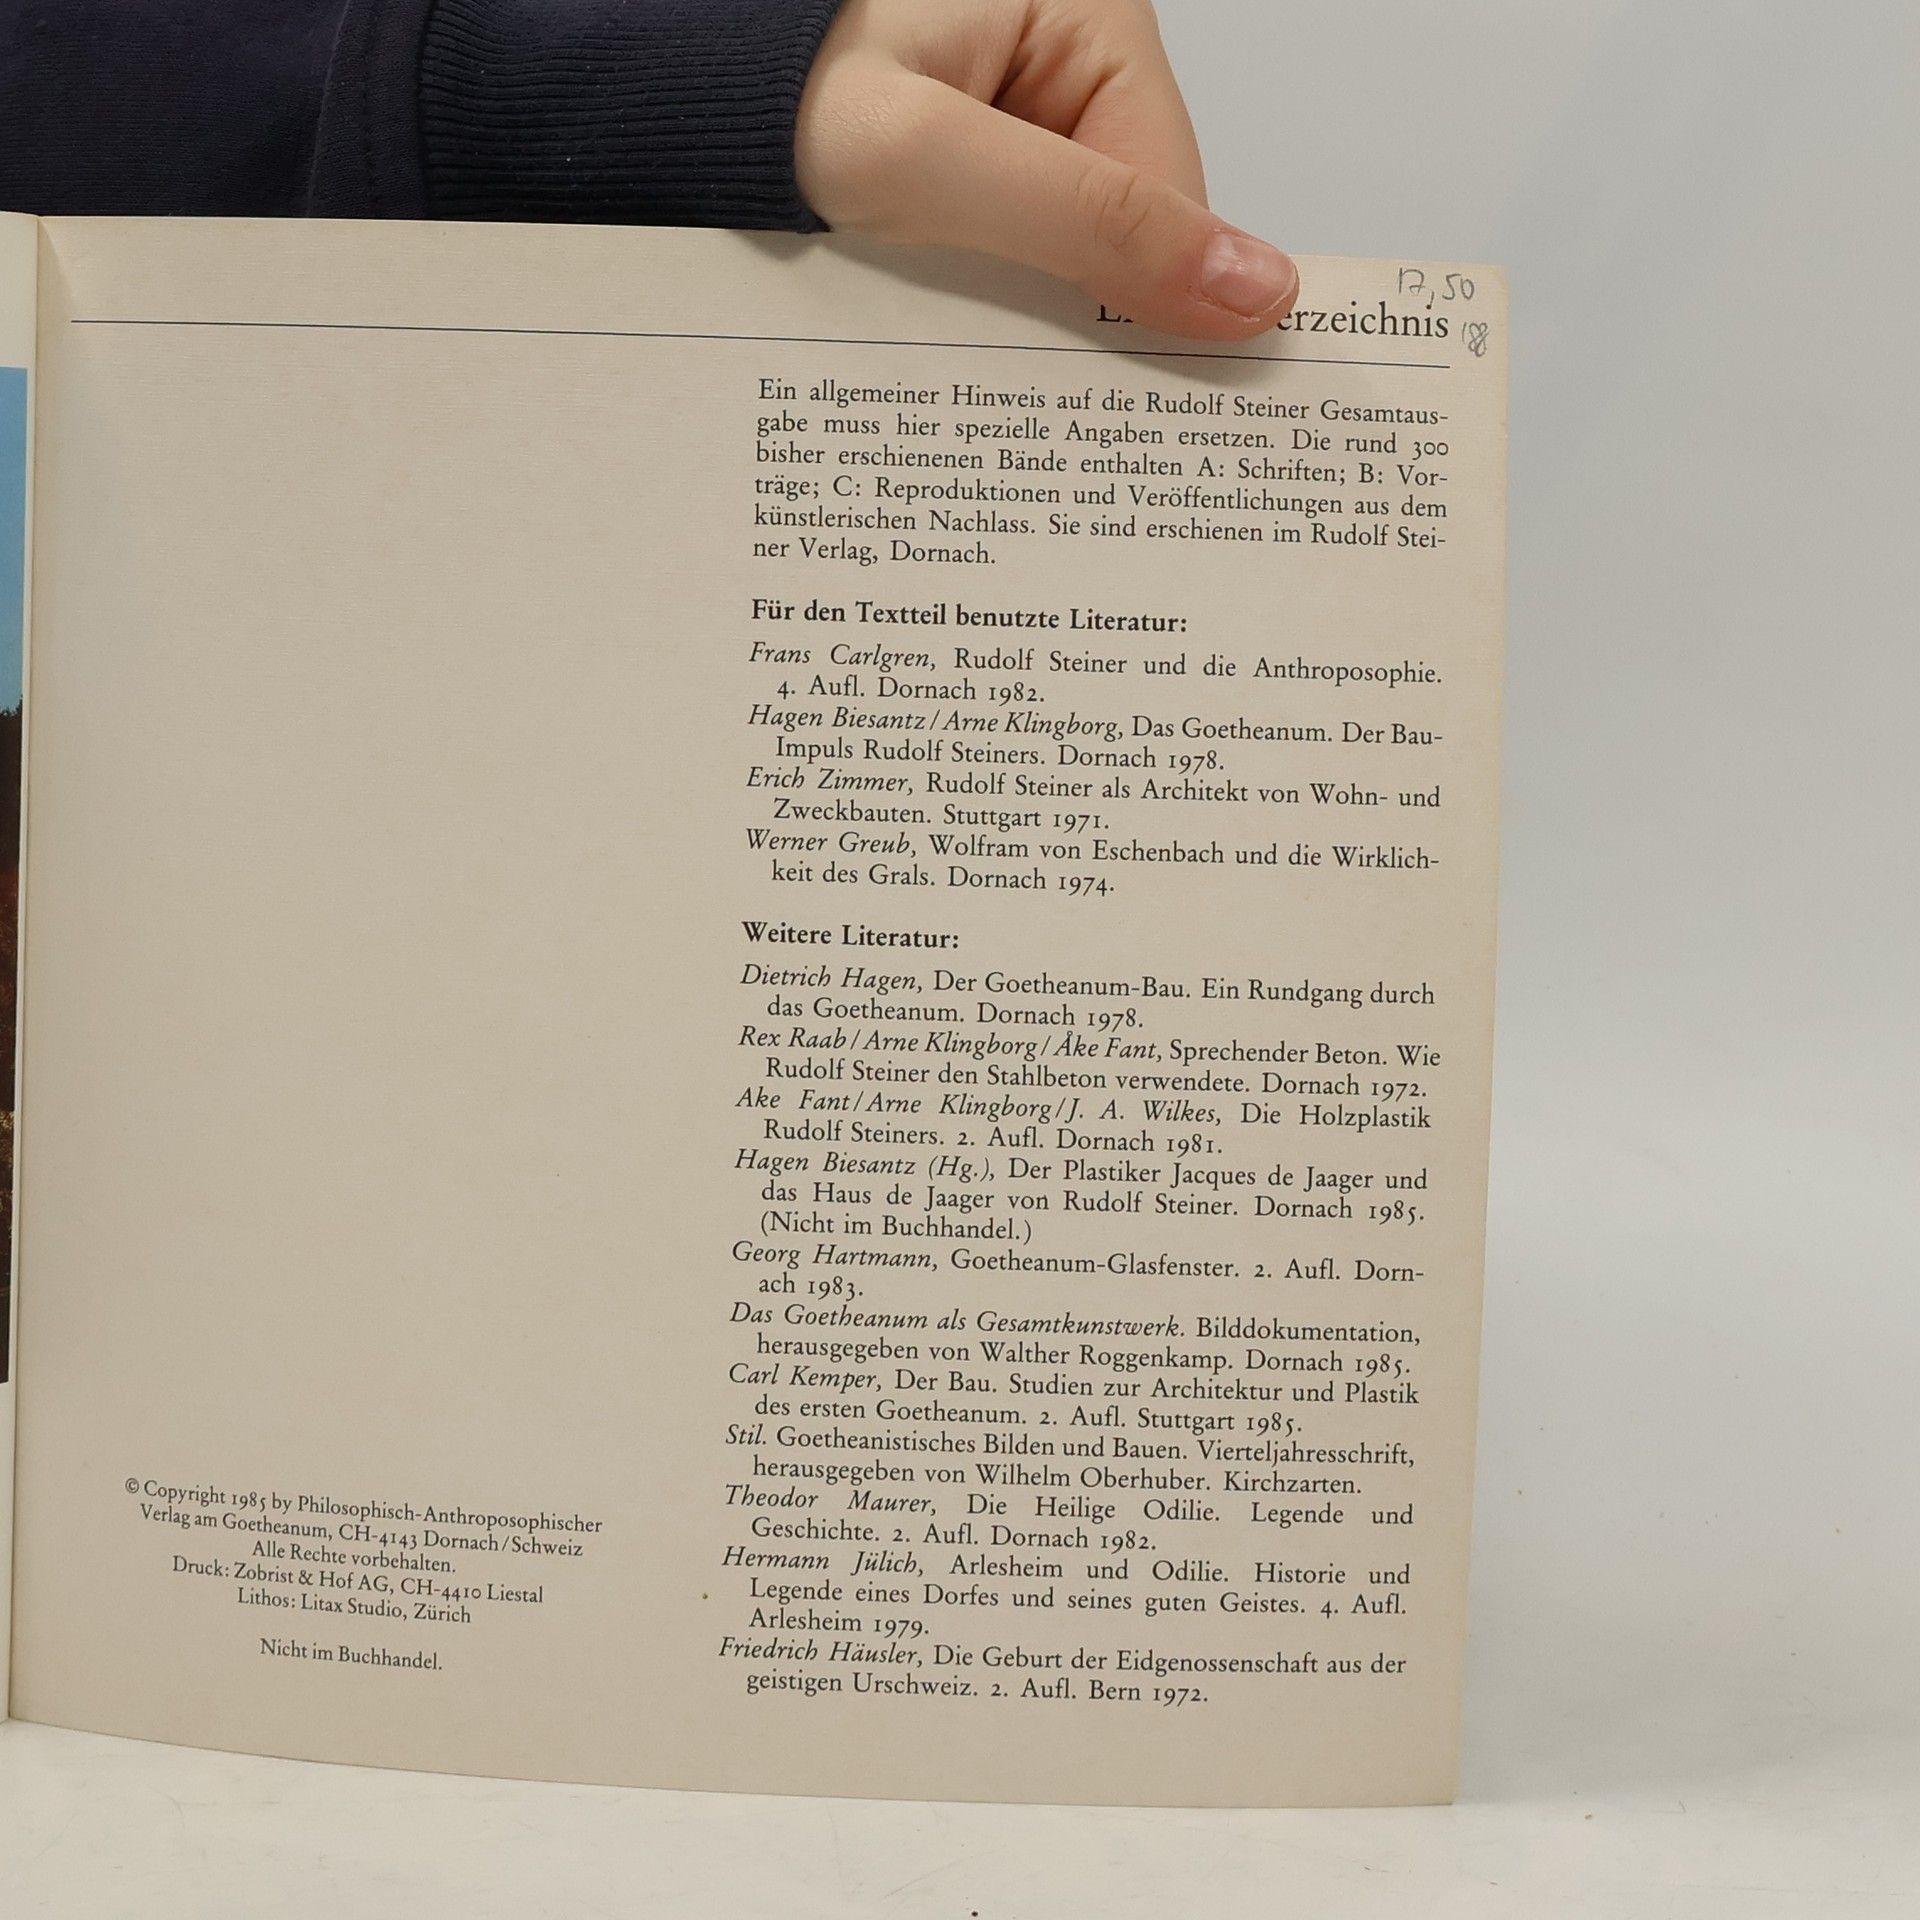 17,50
erzeichnis
Ein allgemeiner Hinweis auf die Rudolf Steiner Gesamtaus-
gabe muss hier spezielle Angaben ersetzen. Die rund 300
bisher erschienenen Bände enthalten A: Schriften; B: Vor-
träge; C: Reproduktionen und Veröffentlichungen aus dem
künstlerischen Nachlass. Sie sind erschienen im Rudolf Stei-
ner Verlag, Dornach.
Für den Textteil benutzte Literatur:
Frans Carlgren, Rudolf Steiner und die Anthroposophie.
4. Aufl. Dornach 1982.
Hagen Biesantz/Arne Klingborg, Das Goetheanum. Der Bau-
Impuls Rudolf Steiners. Dornach 1978.
Erich Zimmer, Rudolf Steiner als Architekt von Wohn- und
Zweckbauten. Stuttgart 1971.
Werner Greub, Wolfram von Eschenbach und die Wirklich-
keit des Grals. Dornach 1974.
Weitere Literatur:
Dietrich Hagen, Der Goetheanum-Bau. Ein Rundgang durch
das Goetheanum. Dornach 1978.
Rex Raab/Arne Klingborg/Åke Fant, Sprechender Beton. Wie
Rudolf Steiner den Stahlbeton verwendete. Dornach 1972.
Ake Fant/Arne Klingborg/J. A. Wilkes, Die Holzplastik
Rudolf Steiners. 2. Aufl. Dornach 1981.
Hagen Biesantz (Hg.), Der Plastiker Jacques de Jaager und
das Haus de Jaager von Rudolf Steiner. Dornach 1985.
(Nicht im Buchhandel.)
Georg Hartmann, Goetheanum-Glasfenster. 2. Aufl. Dorn-
ach 1983.
Das Goetheanum als Gesamtkunstwerk. Bilddokumentation,
herausgegeben von Walther Roggenkamp. Dornach 1985.
Carl Kemper, Der Bau. Studien zur Architektur und Plastik
des ersten Goetheanum. 2. Aufl. Stuttgart 1985.
Stil. Goetheanistisches Bilden und Bauen. Vierteljahresschrift,
herausgegeben von Wilhelm Oberhuber. Kirchzarten.
Theodor Maurer, Die Heilige Odilie. Legende und
Geschichte. 2. Aufl. Dornach 1982.
Hermann Jülich, Arlesheim und Odilie. Historie und
Legende eines Dorfes und seines guten Geistes. 4. Aufl.
Arlesheim 1979.
Friedrich Häusler, Die Geburt der Eidgenossenschaft aus der
geistigen Urschweiz. 2. Aufl. Bern 1972.
© Copyright 1985 by Philosophisch-Anthroposophischer
Verlag am Goetheanum, CH-4143 Dornach/Schweiz
Alle Rechte vorbehalten.
Druck: Zobrist & Hof AG, CH-4410 Liestal
Lithos: Litax Studio, Zürich
Nicht im Buchhandel.